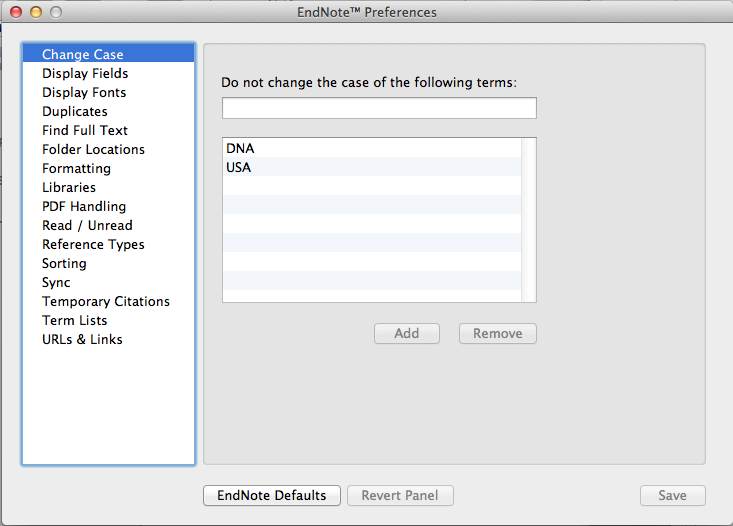 EndNote™ Preferences
Change Case
Display Fields
Display Fonts
Duplicates
Find Full Text
Folder Locations
Formatting
Libraries
PDF Handling
Read / Unread
Reference Types
Sorting
Sync
Temporary Citations
Term Lists
URLs & Links
Do not change the case of the following terms:
DNA
USA
Add
Remove
EndNote Defaults
Revert Panel
Save